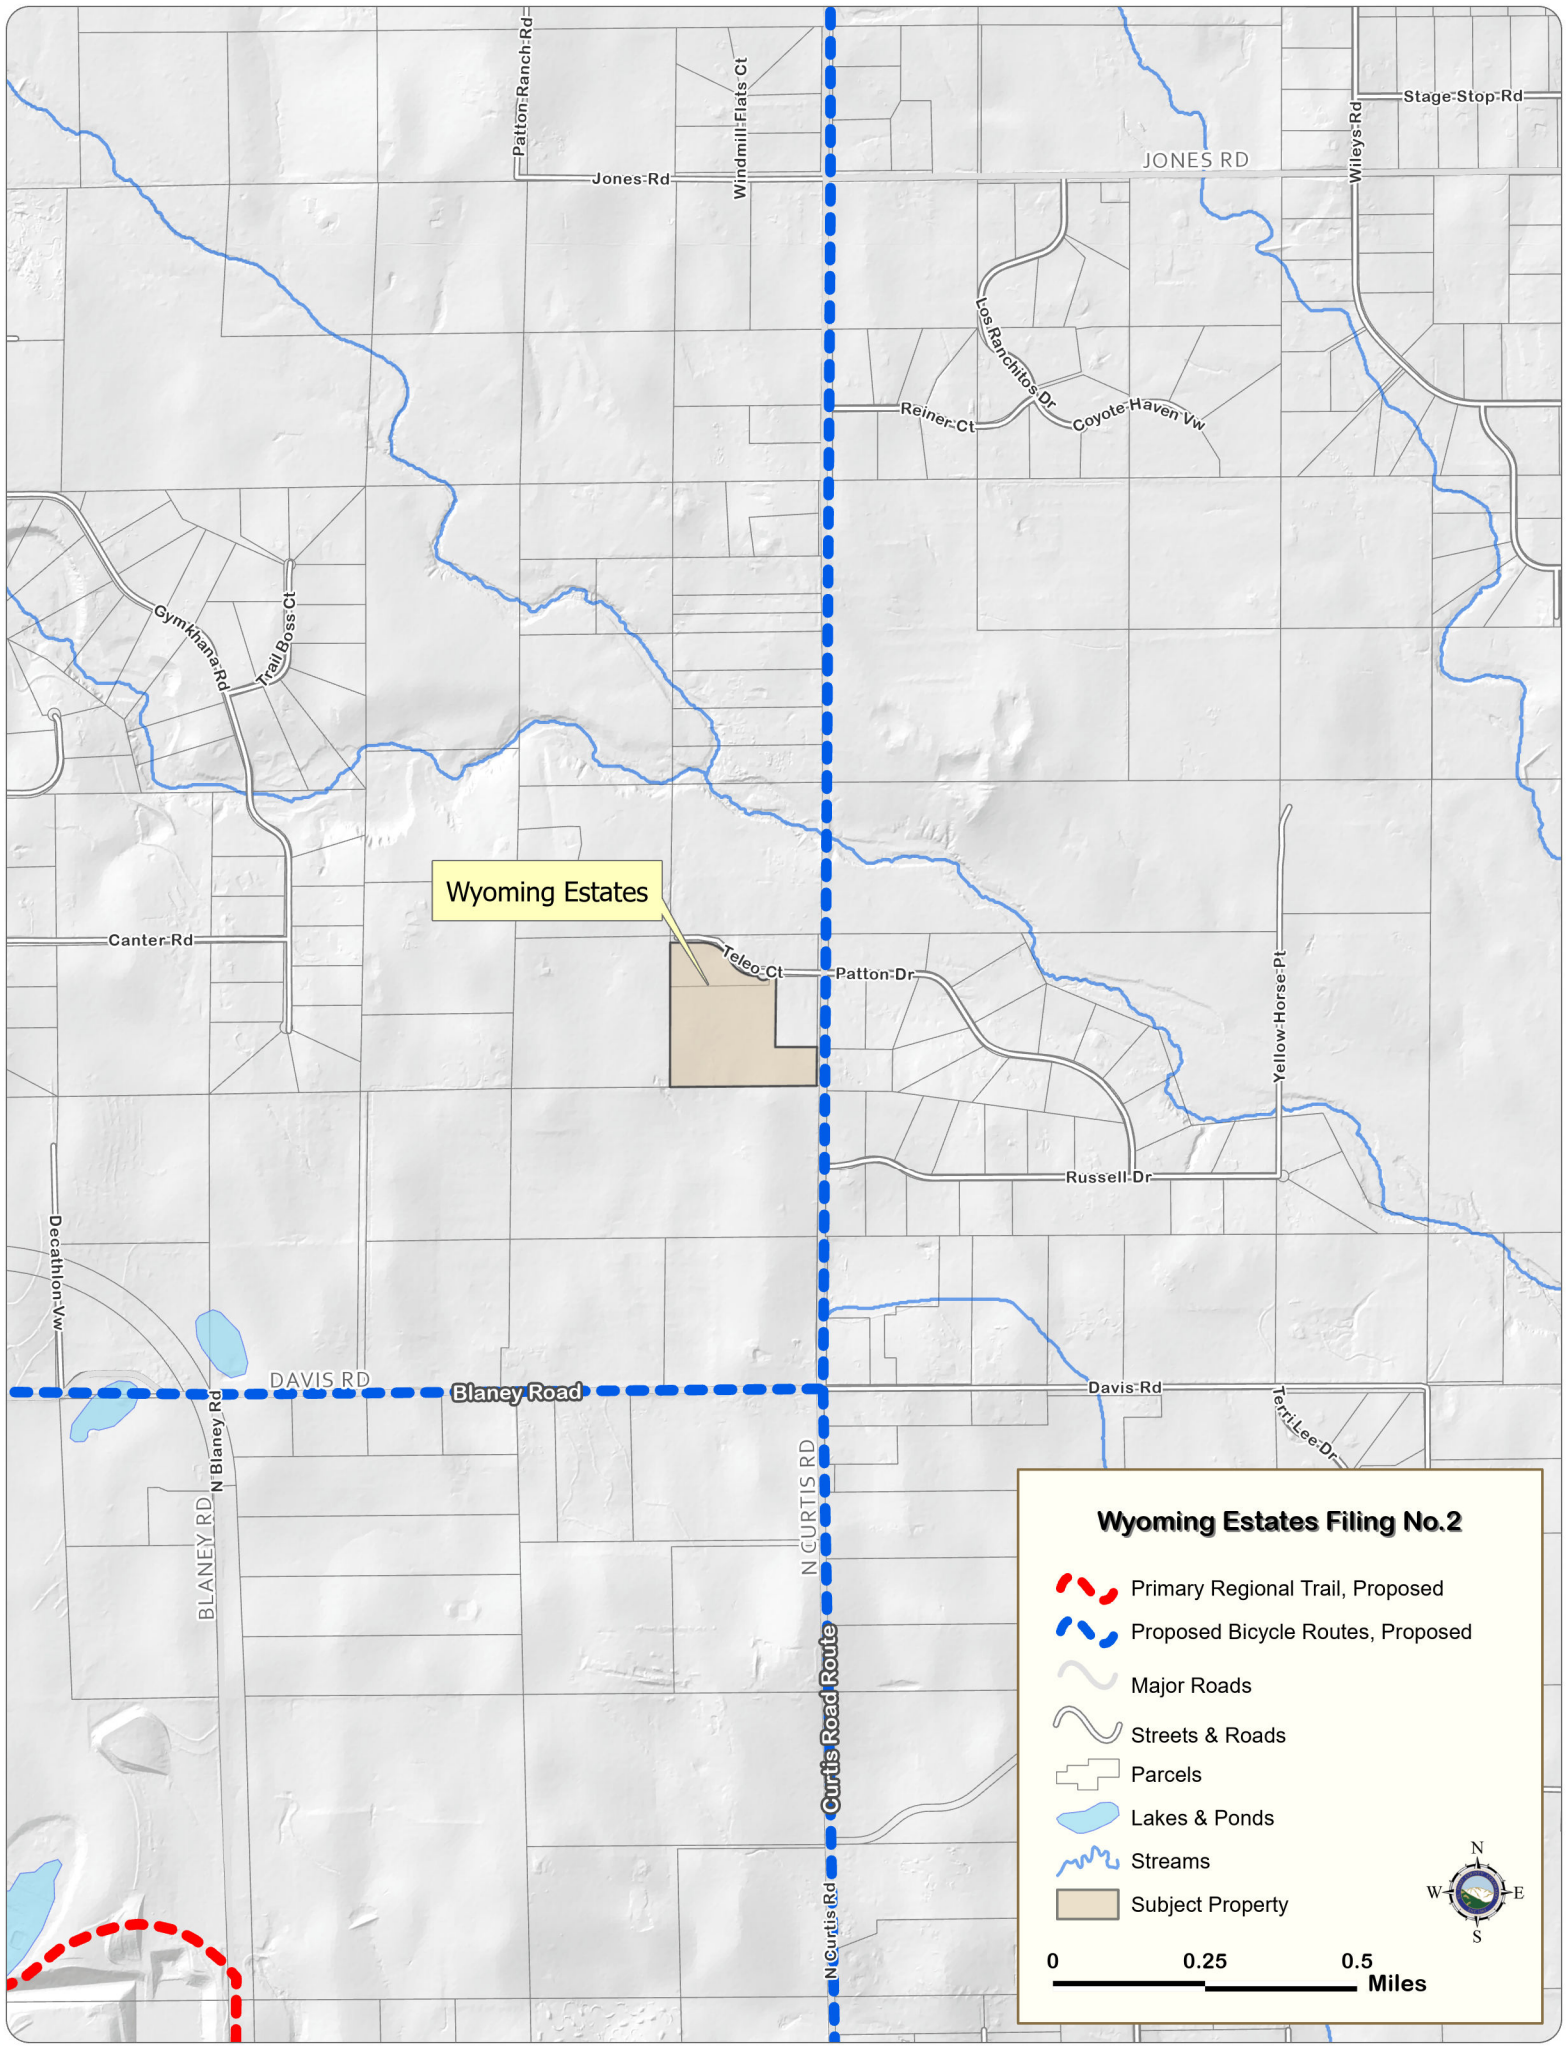 Patton Ranch Rd
Windmill Flats Ct
Stage Stop Rd
Wileys Rd
JONES RD
Jones Rd
Los Ranchitos Dr
Reiner Ct
Coyote Haven Vw
Gymkhana Rd
Trail Boss Ct
Wyoming Estates
Canter Rd
Teleo Ct
Patton Dr
Yellow Horse Pt
Russell Dr
Decathlon Vw
DAVIS RD
Blaney Road
Davis Rd
N Blaney Rd
Terri Lee Dr
BLANEY RD
N CURTIS RD
Curtis Road Route
N Curtis Rd
Wyoming Estates Filing No.2
Primary Regional Trail, Proposed
Proposed Bicycle Routes, Proposed
Major Roads
Streets & Roads
Parcels
Lakes & Ponds
Streams
Subject Property
N
W E
S
0 0.25 0.5
Miles